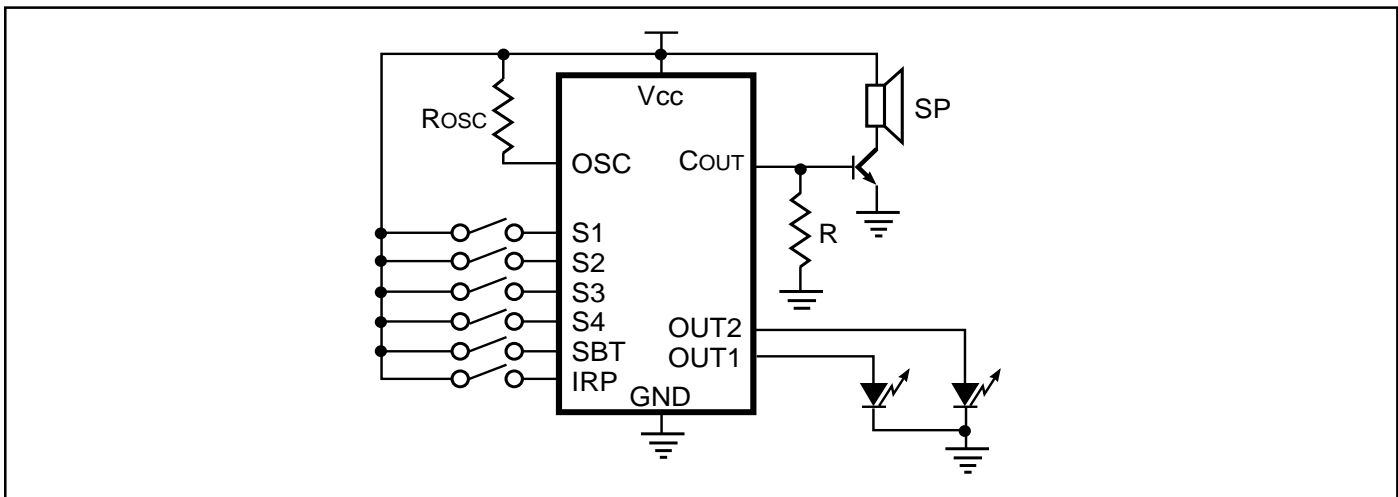 Vcc
SP
ROSC
OSC
COUT
S1
R
S2
S3
S4
OUT2
SBT
OUT1
IRP
GND